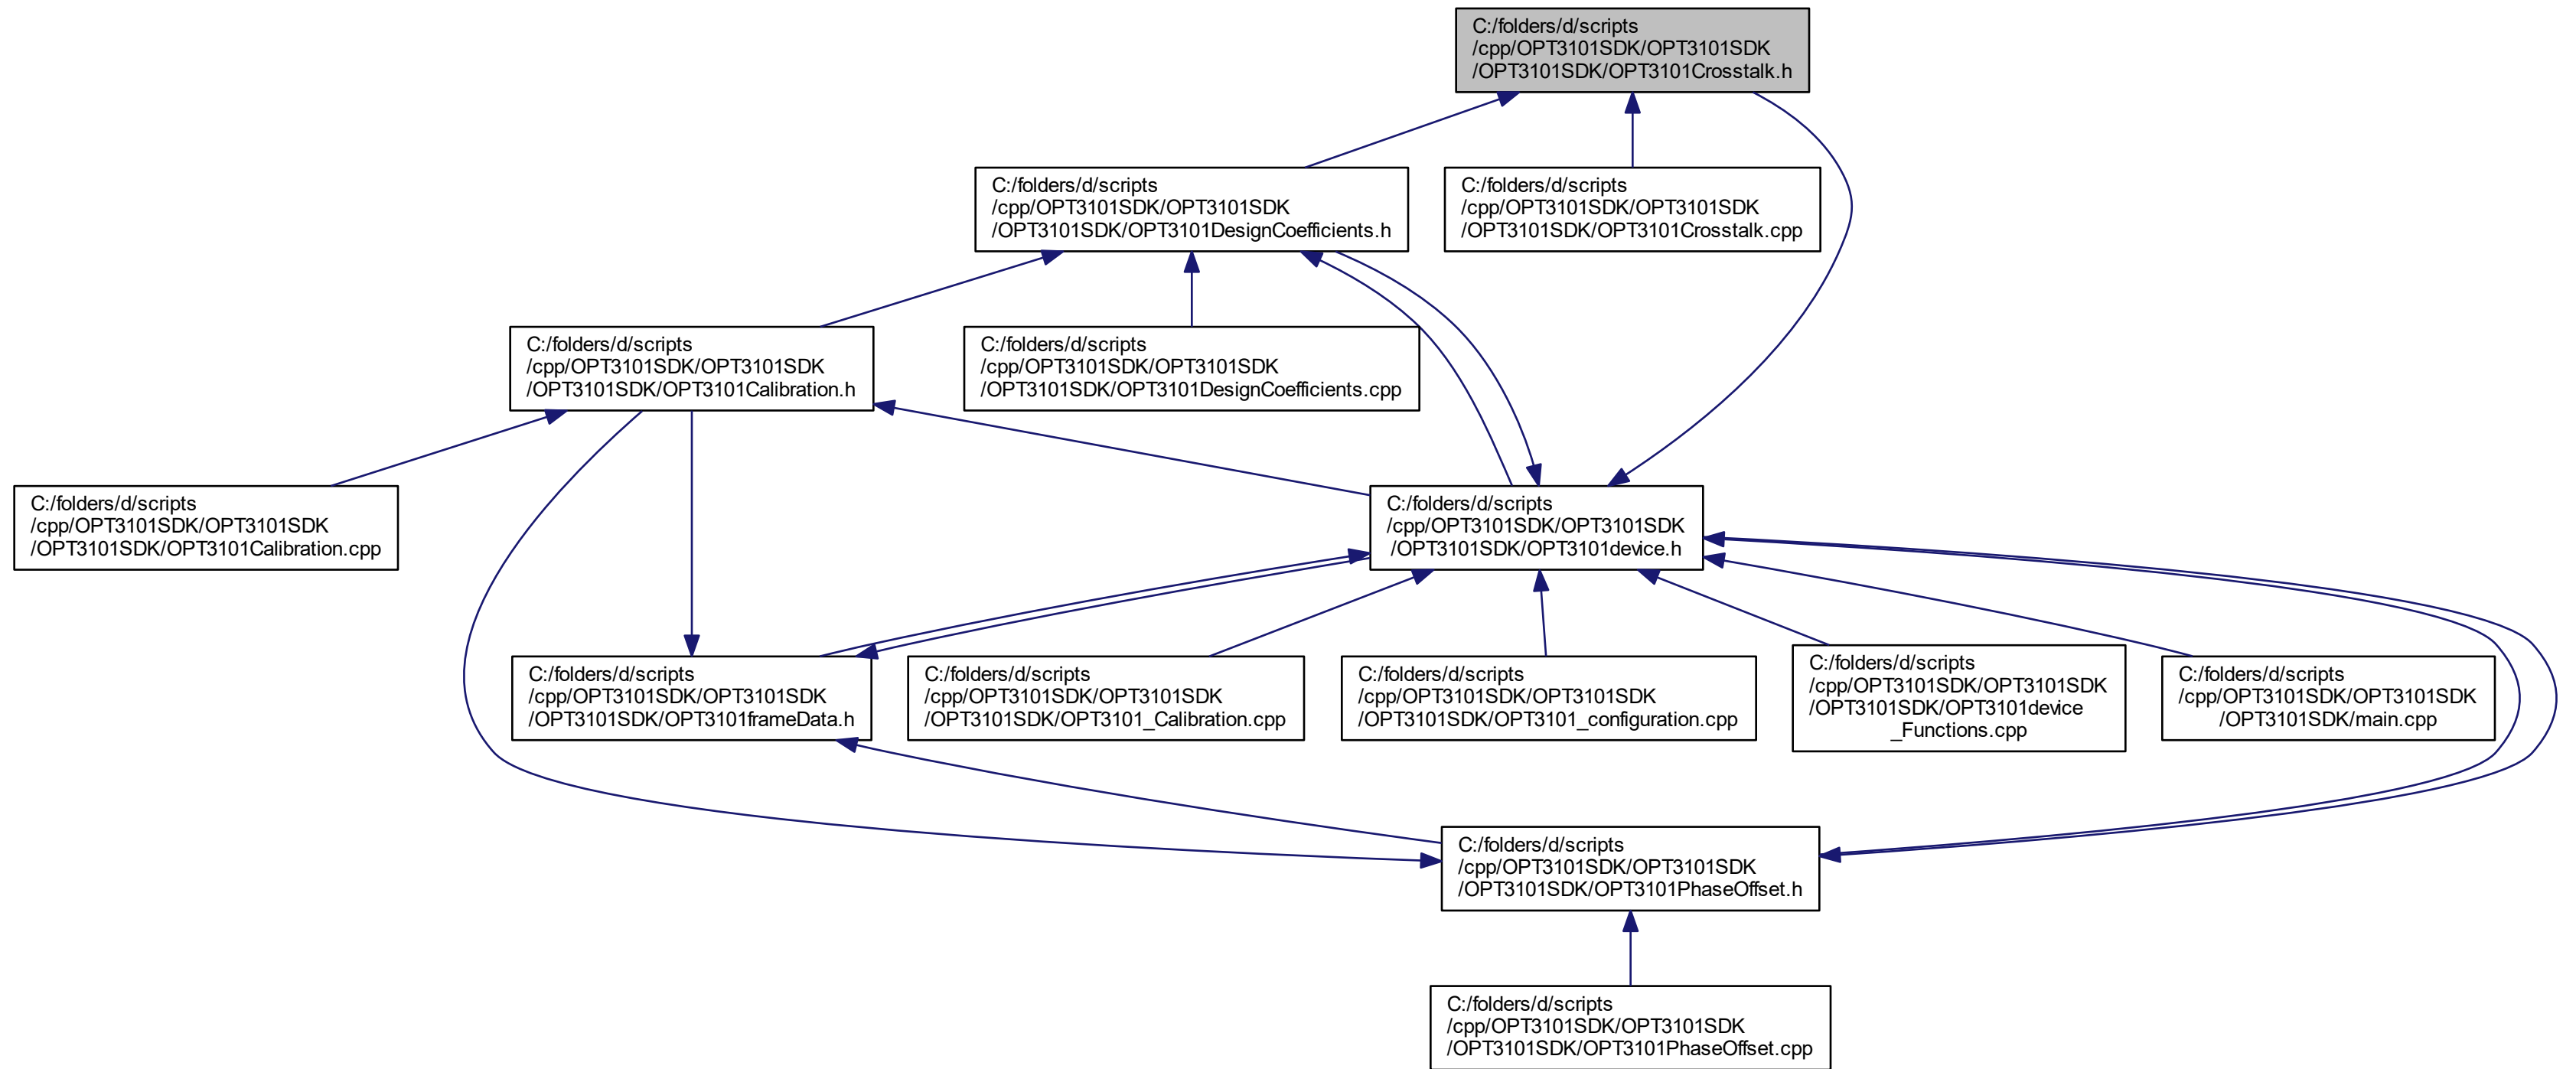 C:/folders/d/scripts
/cpp/OPT3101SDK/OPT3101SDK
/OPT3101SDK/OPT3101Crosstalk.h
C:/folders/d/scripts
/cpp/OPT3101SDK/OPT3101SDK
/OPT3101SDK/OPT3101DesignCoefficients.h
C:/folders/d/scripts
/cpp/OPT3101SDK/OPT3101SDK
/OPT3101SDK/OPT3101Crosstalk.cpp
C:/folders/d/scripts
/cpp/OPT3101SDK/OPT3101SDK
/OPT3101SDK/OPT3101Calibration.h
C:/folders/d/scripts
/cpp/OPT3101SDK/OPT3101SDK
/OPT3101SDK/OPT3101DesignCoefficients.cpp
C:/folders/d/scripts
/cpp/OPT3101SDK/OPT3101SDK
/OPT3101SDK/OPT3101Calibration.cpp
C:/folders/d/scripts
/cpp/OPT3101SDK/OPT3101SDK
/OPT3101SDK/OPT3101device.h
C:/folders/d/scripts
/cpp/OPT3101SDK/OPT3101SDK
/OPT3101SDK/OPT3101frameData.h
C:/folders/d/scripts
/cpp/OPT3101SDK/OPT3101SDK
/OPT3101SDK/OPT3101_Calibration.cpp
C:/folders/d/scripts
/cpp/OPT3101SDK/OPT3101SDK
/OPT3101SDK/OPT3101_configuration.cpp
C:/folders/d/scripts
/cpp/OPT3101SDK/OPT3101SDK
/OPT3101SDK/OPT3101device
_Functions.cpp
C:/folders/d/scripts
/cpp/OPT3101SDK/OPT3101SDK
/OPT3101SDK/main.cpp
C:/folders/d/scripts
/cpp/OPT3101SDK/OPT3101SDK
/OPT3101SDK/OPT3101PhaseOffset.h
C:/folders/d/scripts
/cpp/OPT3101SDK/OPT3101SDK
/OPT3101SDK/OPT3101PhaseOffset.cpp